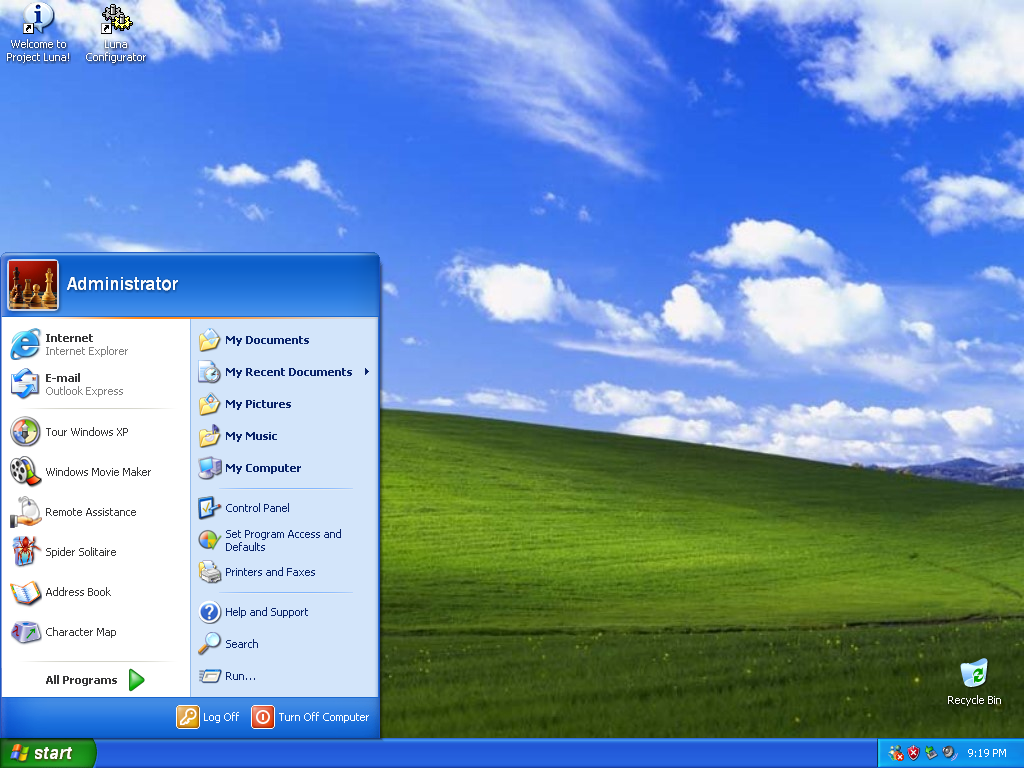 Welcome to
Project Luna!
Luna
Configurator
Administrator
Internet
Internet Explorer
E-mail
Outlook Express
Tour Windows XP
Windows Movie Maker
Remote Assistance
Spider Solitaire
Address Book
Character Map
All Programs
My Documents
My Recent Documents
My Pictures
My Music
My Computer
Control Panel
Set Program Access and
Defaults
Printers and Faxes
Help and Support
Search
Run...
Log Off
Turn Off Computer
Recycle Bin
start
9:19 PM